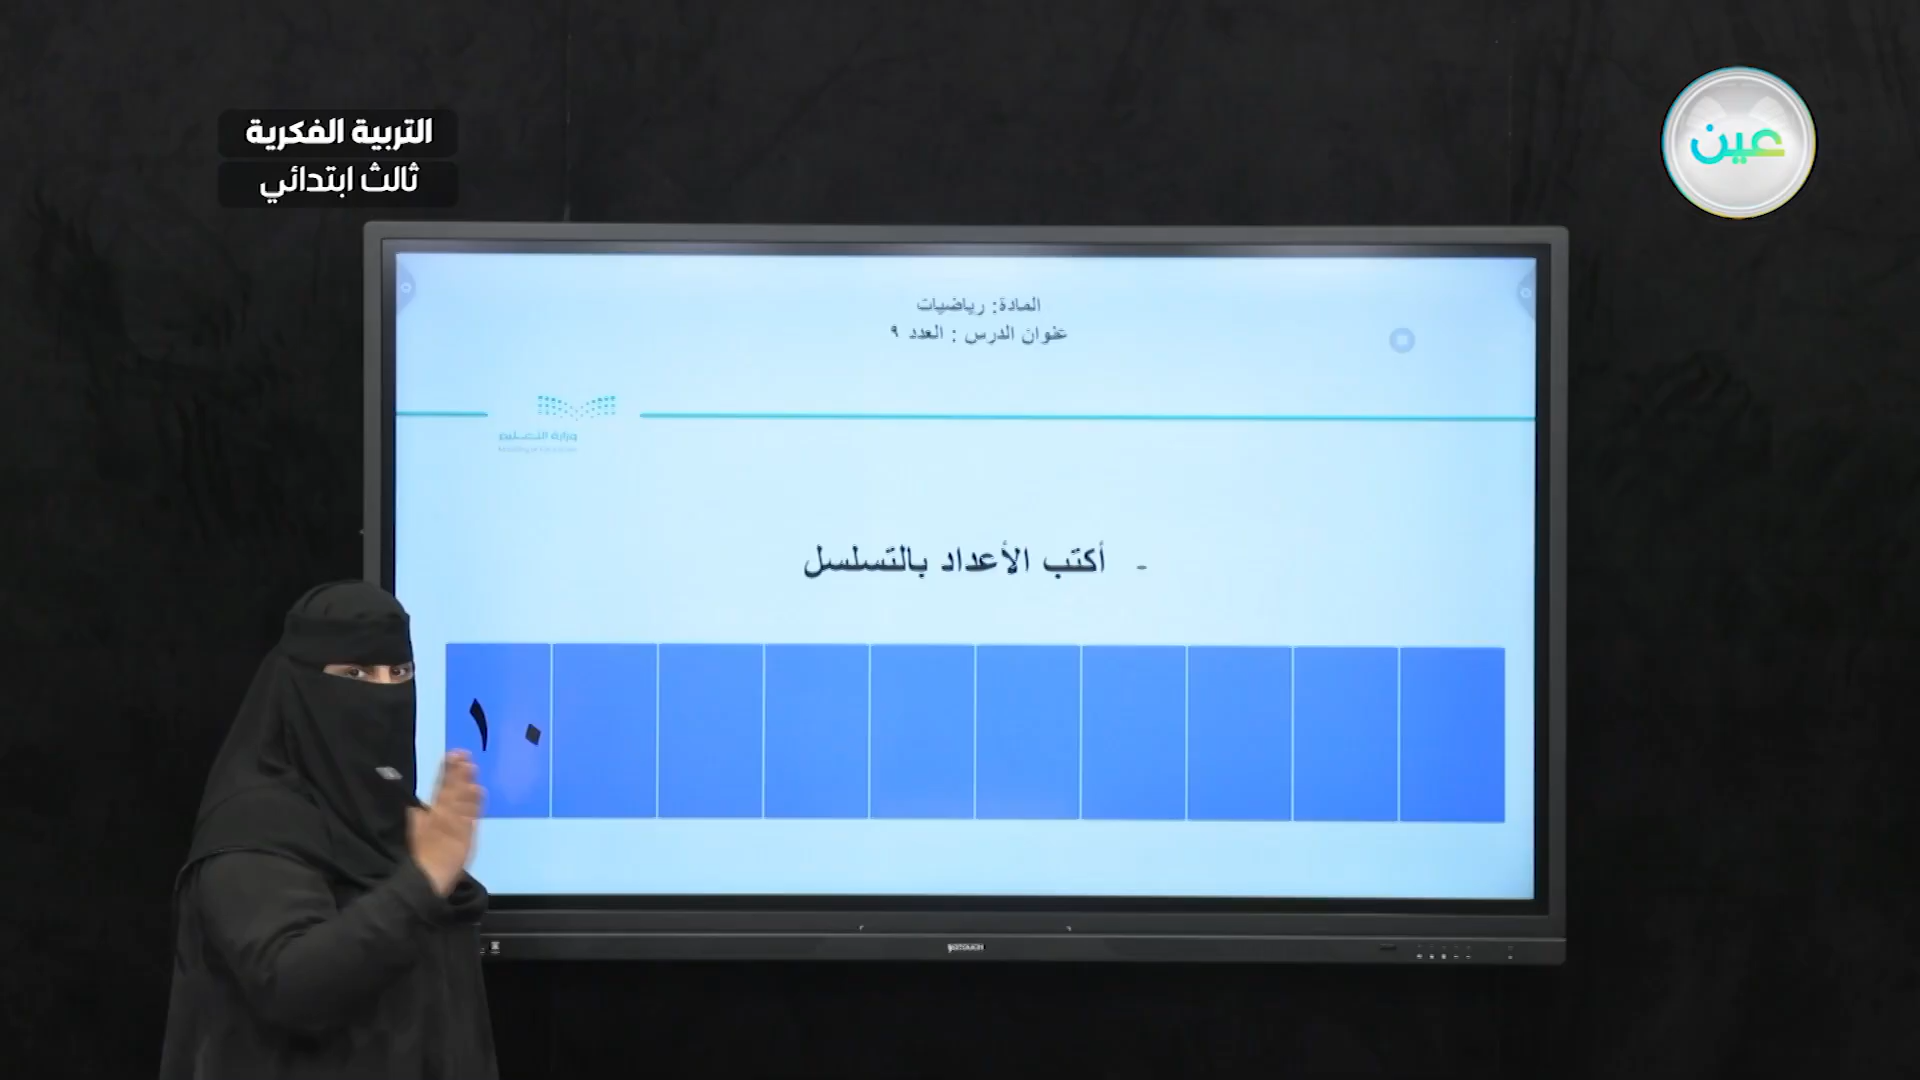 التربية الفكرية
ثالث ابتدائي
عين
المادة: رياضيات
عنوان الدرس : العدد ٩
وزارة التعليم
- أكتب الأعداد بالتسلسل
١٠